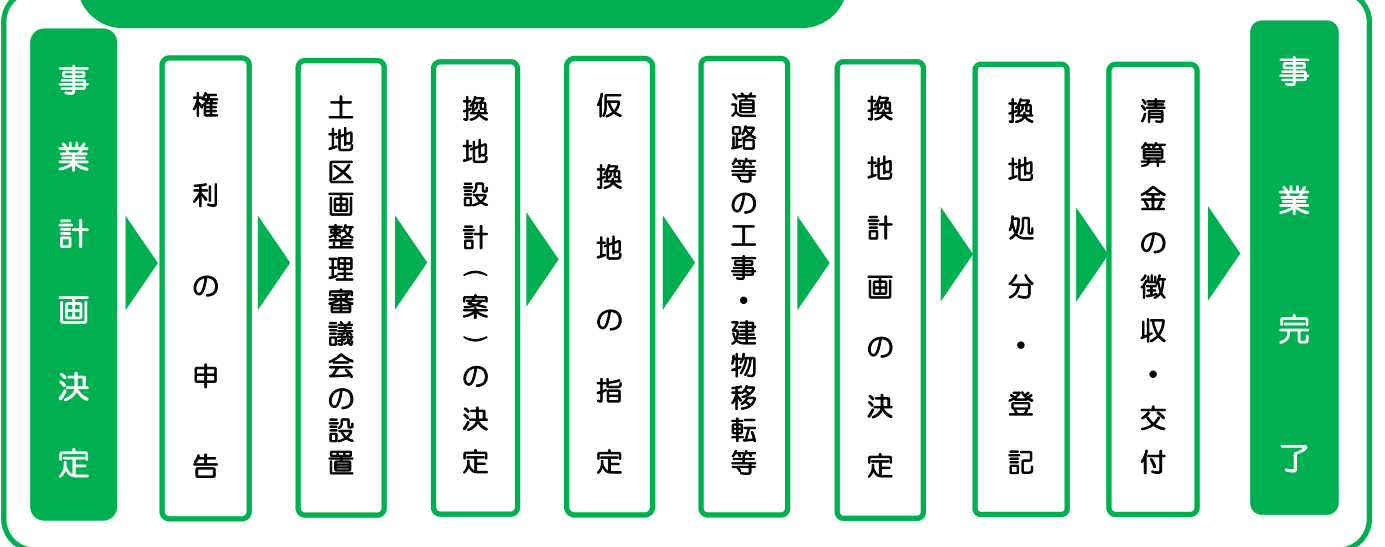 事業計画決定
権利の申告
土地区画整理審議会の設置
換地設計（案）の決定
仮換地の指定
道路等の工事・建物移転等
換地計画の決定
換地処分・登記
清算金の徴収・交付
事業完了